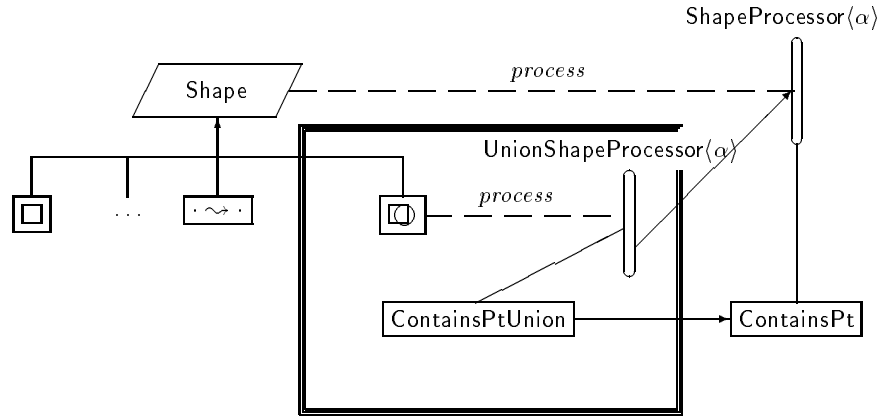 ShapeProcessor⟨α⟩
process
Shape
UnionShapeProcessor⟨α⟩
process
. . .
· ⤳ ·
ContainsPtUnion
ContainsPt